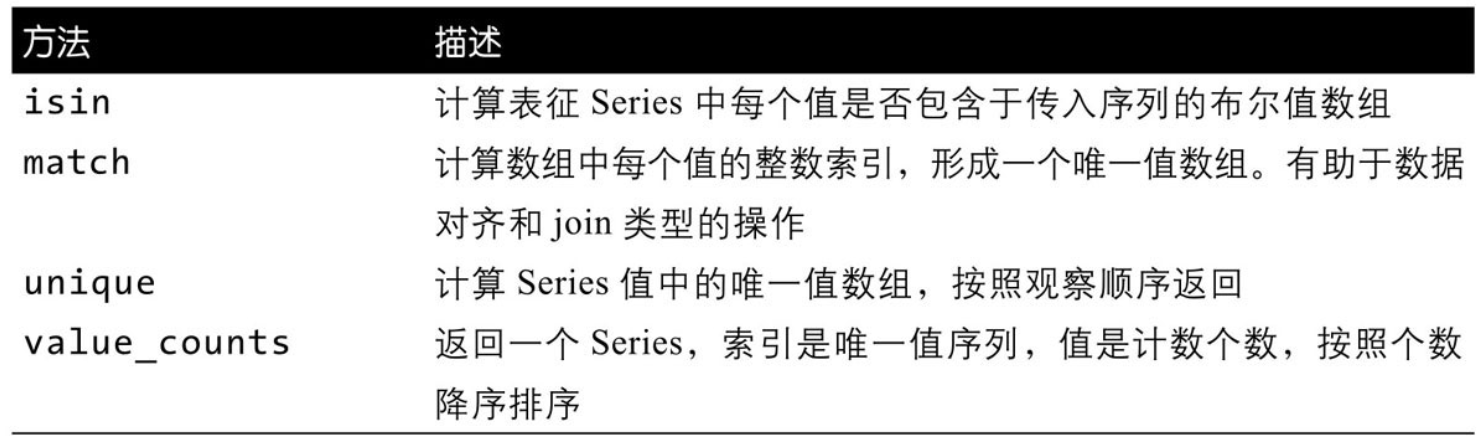 方法 描述
isin 计算表征 Series 中每个值是否包含于传入序列的布尔值数组
match 计算数组中每个值的整数索引，形成一个唯一值数组。有助于数据
对齐和 join 类型的操作
unique 计算 Series 值中的唯一值数组，按照观察顺序返回
value_counts 返回一个 Series，索引是唯一值序列，值是计数个数，按照个数
降序排序